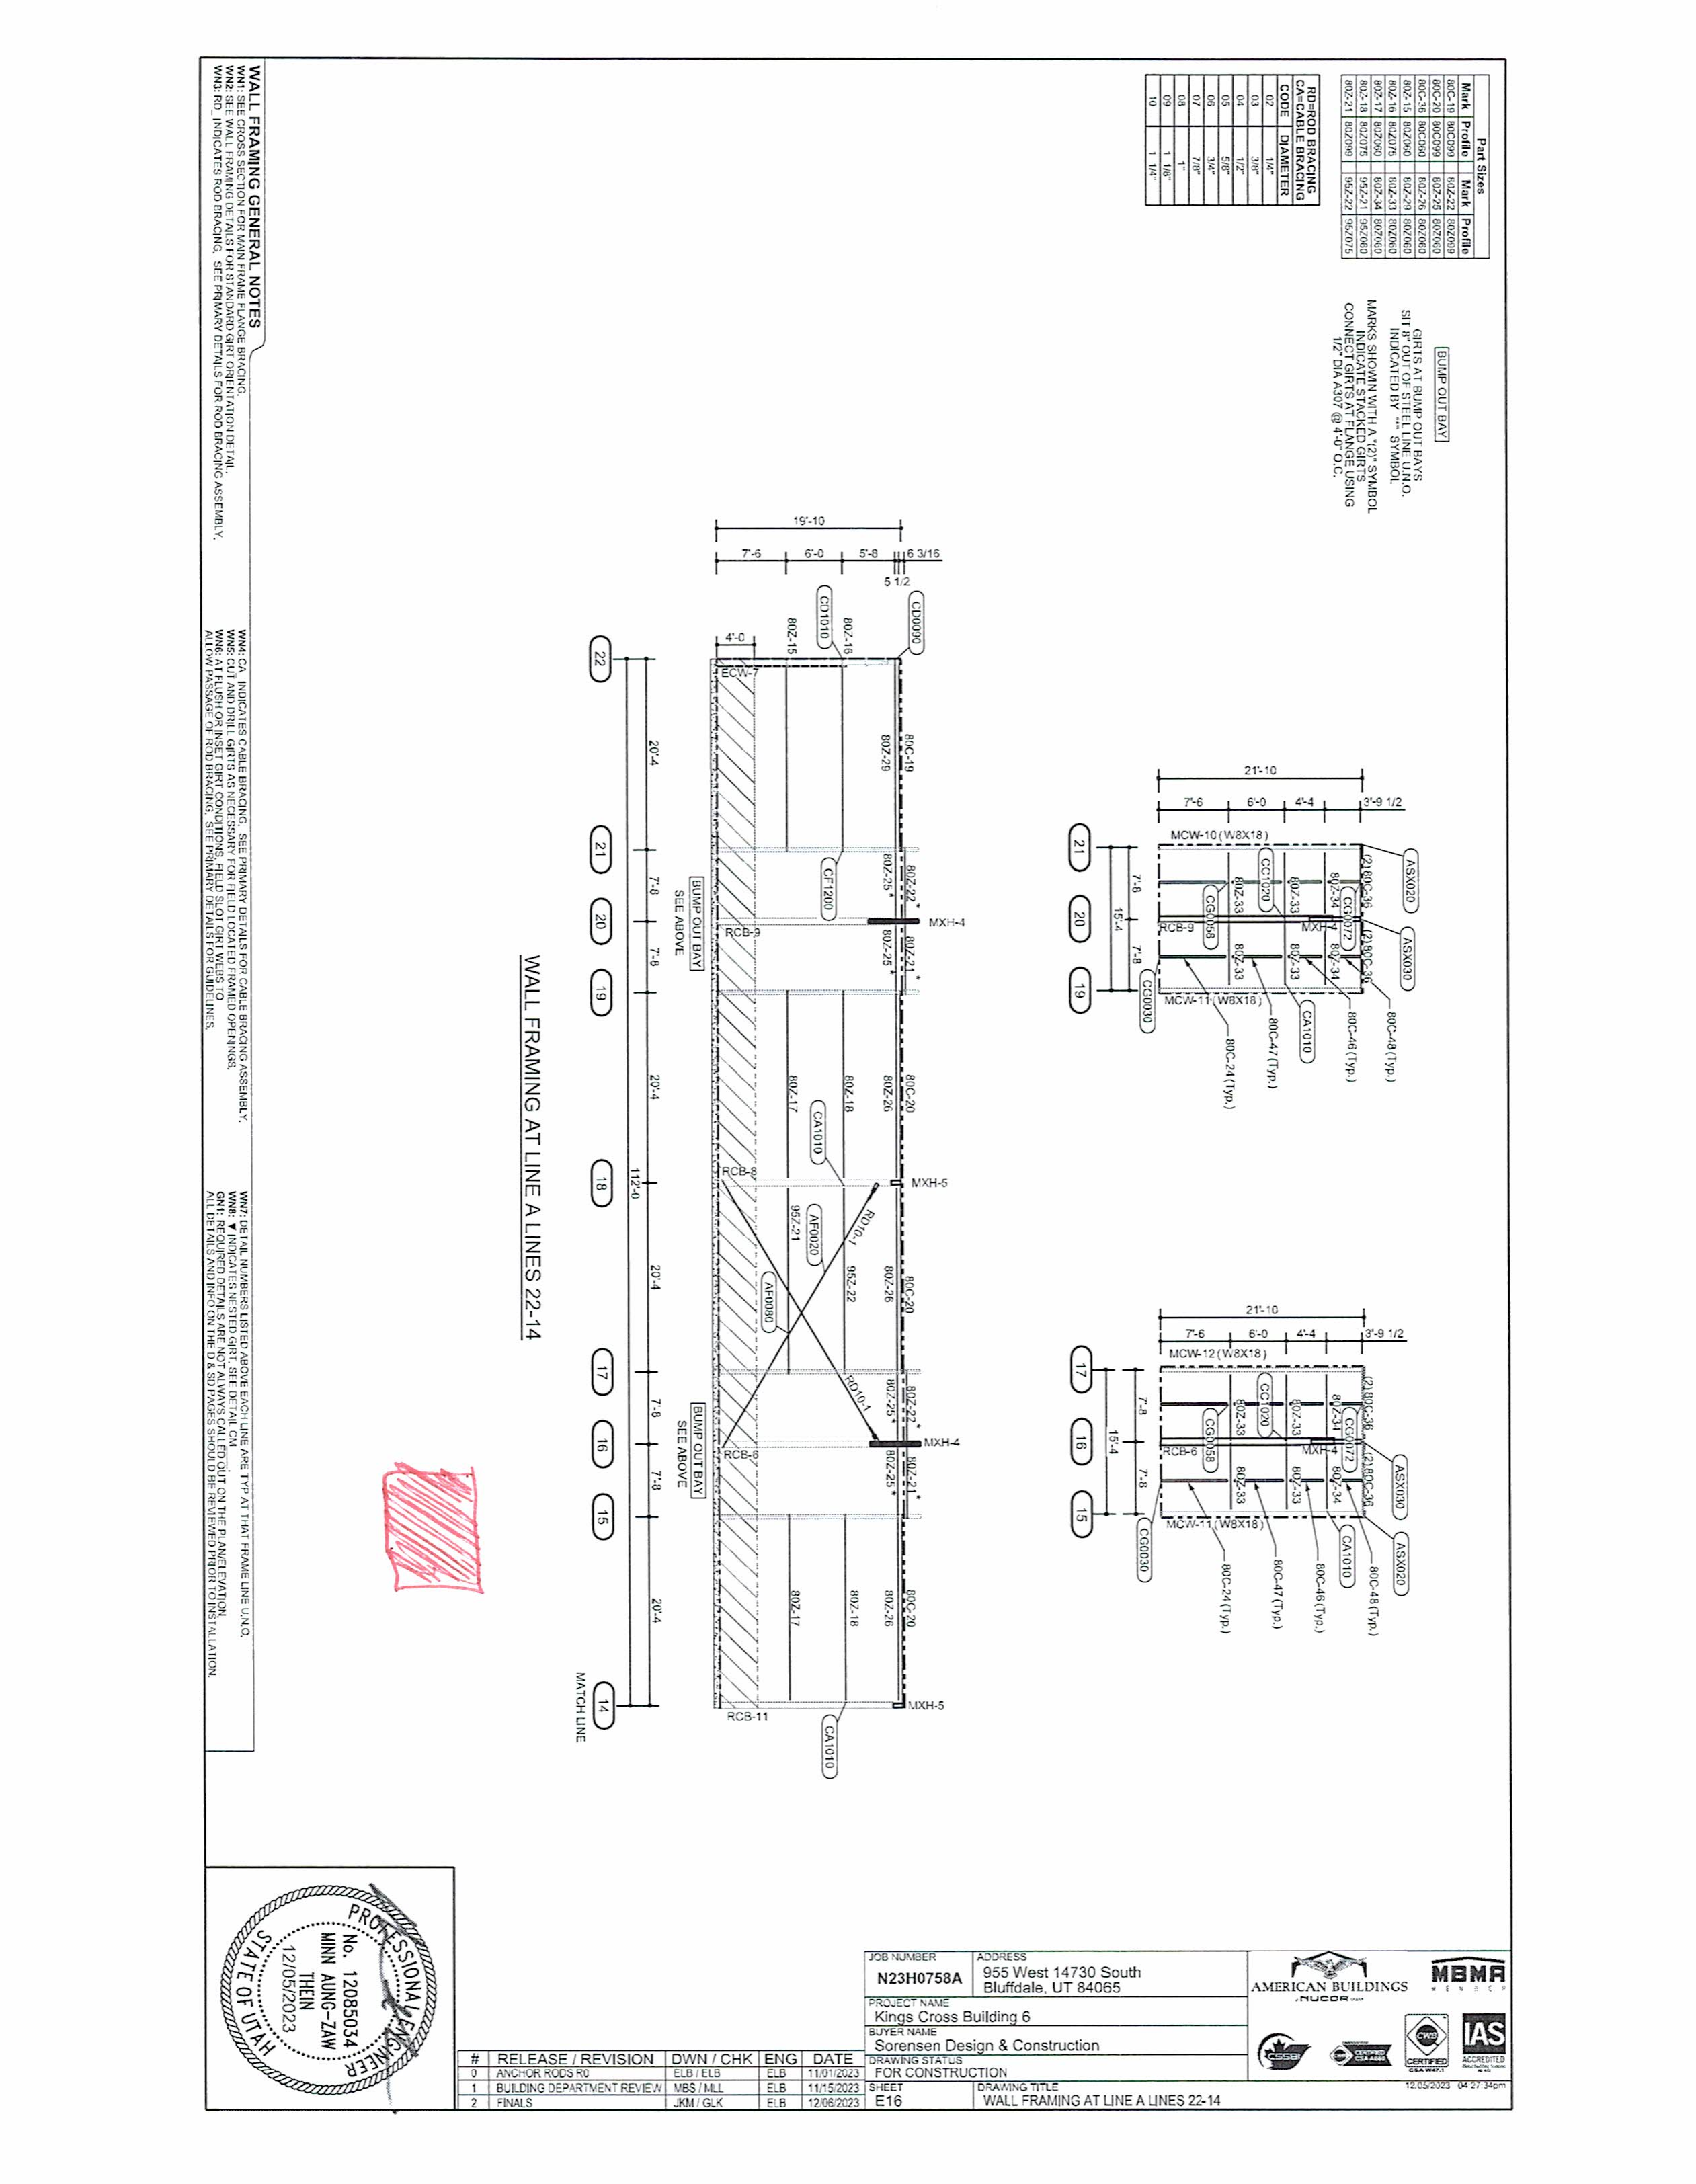 Part Sizes
Mark Profile Mark Profile
80C-19 80C099 80Z-22 80Z099
80C-20 80C099 80Z-25 80Z060
80C-36 80C060 80Z-26 80Z060
80Z-15 80Z060 80Z-29 80Z060
80Z-16 80Z075 80Z-33 80Z060
80Z-17 80Z060 80Z-34 80Z060
80Z-18 80Z075 95Z-21 95Z060
80Z-21 80Z099 95Z-22 95Z075
RD=ROD BRACING
CA=CABLE BRACING
CODE DIAMETER
02 1/4"
03 3/8"
04 1/2"
05 5/8"
06 3/4"
07 7/8"
08 1"
09 1 1/8"
10 1 1/4"
BUMP OUT BAY
GIRTS AT BUMP OUT BAYS
SIT 8" OUT OF STEEL LINE U.N.O.
INDICATED BY "*" SYMBOL
MARKS SHOWN WITH A "(2)" SYMBOL
INDICATE STACKED GIRTS
CONNECT GIRTS AT FLANGE USING
1/2" DIA A307 @ 4'-0" O.C.
21'-10
7'-6 6'-0 4'-4 3'-9 1/2
MCW-10 (W8X18)
ASX020
ASX030
(2)80C-36
(2)80C-36
80Z-34
80Z-34
CG0072
MXH-4
80Z-33
80Z-33
CC1020
80Z-33
80Z-33
CG0058
RCB-9
MCW-11 (W8X18)
CG0030
CA1010
80C-48 (Typ.)
80C-46 (Typ.)
80C-47 (Typ.)
80C-24 (Typ.)
7'-8 7'-8
15'-4
21 20 19
21'-10
7'-6 6'-0 4'-4 3'-9 1/2
MCW-12 (W8X18)
ASX030
ASX020
(2)80C-36
(2)80C-36
80Z-34
80Z-34
CG0072
MXH-4
80Z-33
80Z-33
CC1020
80Z-33
80Z-33
CG0058
RCB-6
MCW-11 (W8X18)
CG0030
CA1010
80C-48 (Typ.)
80C-46 (Typ.)
80C-47 (Typ.)
80C-24 (Typ.)
7'-8 7'-8
15'-4
17 16 15
19'-10
7'-6 6'-0 5'-8 6 3/16
5 1/2
4'-0
CD0090
CD1010
80Z-16
80Z-15
ECW-7
80C-19
80Z-29
80Z-22 *
80Z-25 *
CF1200
MXH-4
RCB-9
80Z-21 *
80Z-25 *
80C-20
80Z-26
80Z-18
80Z-17
CA1010
MXH-5
RCB-8
RD10-1
AF0020
95Z-21
AF0080
95Z-22
80C-20
80Z-26
RD10-1
80Z-22 *
80Z-25 *
MXH-4
RCB-6
80Z-21 *
80Z-25 *
80C-20
80Z-26
80Z-18
80Z-17
MXH-5
RCB-11
CA1010
BUMP OUT BAY
SEE ABOVE
BUMP OUT BAY
SEE ABOVE
20'-4 7'-8 7'-8 20'-4 20'-4 7'-8 7'-8 20'-4
112'-0
22 21 20 19 18 17 16 15 14
MATCH LINE
WALL FRAMING AT LINE A LINES 22-14
WALL FRAMING GENERAL NOTES
WN1: SEE CROSS SECTION FOR MAIN FRAME FLANGE BRACING.
WN2: SEE WALL FRAMING DETAILS FOR STANDARD GIRT ORIENTATION DETAIL.
WN3: RD_ INDICATES ROD BRACING, SEE PRIMARY DETAILS FOR ROD BRACING ASSEMBLY.
WN4: CA_ INDICATES CABLE BRACING, SEE PRIMARY DETAILS FOR CABLE BRACING ASSEMBLY.
WN5: CUT AND DRILL GIRTS AS NECESSARY FOR FIELD LOCATED FRAMED OPENINGS.
WN6: AT FLUSH OR INSET GIRT CONDITIONS, FIELD SLOT GIRT WEBS TO
ALLOW PASSAGE OF ROD BRACING, SEE PRIMARY DETAILS FOR GUIDELINES.
WN7: DETAIL NUMBERS LISTED ABOVE EACH LINE ARE TYP AT THAT FRAME LINE U.N.O.
WN8: ▼ INDICATES NESTED GIRT, SEE DETAIL CM____.
GN1: REQUIRED DETAILS ARE NOT ALWAYS CALLED OUT ON THE PLAN/ELEVATION.
ALL DETAILS AND INFO ON THE D & SD PAGES SHOULD BE REVIEWED PRIOR TO INSTALLATION.
PROFESSIONAL ENGINEER
No. 12085034
MINN AUNG-ZAW
THEIN
12/05/2023
STATE OF UTAH
JOB NUMBER
N23H0758A
ADDRESS
955 West 14730 South
Bluffdale, UT 84065
PROJECT NAME
Kings Cross Building 6
BUYER NAME
Sorensen Design & Construction
DRAWING STATUS
FOR CONSTRUCTION
SHEET
E16
DRAWING TITLE
WALL FRAMING AT LINE A LINES 22-14
# RELEASE / REVISION DWN / CHK ENG DATE
0 ANCHOR RODS R0 ELB / ELB ELB 11/01/2023
1 BUILDING DEPARTMENT REVIEW MBS / MLL ELB 11/15/2023
2 FINALS JKM / GLK ELB 12/06/2023
AMERICAN BUILDINGS
NUCOR
MBMA
MEMBER
CWB
CERTIFIED
CSA W47.1
IAS
ACCREDITED
12/05/2023 04:27:34pm